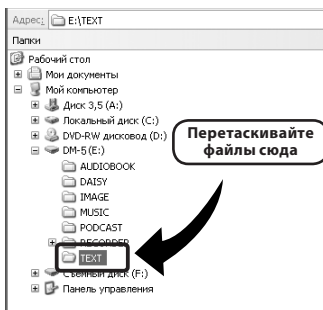 Адрес: E:\TEXT
Папки
Рабочий стол
Мои документы
Мой компьютер
Диск 3,5 (A:)
Локальный диск (C:)
DVD-RW дисковод (D:)
DM-5 (E:)
Перетаскивайте
файлы сюда
AUDIOBOOK
DAISY
IMAGE
MUSIC
PODCAST
RECORDER
TEXT
Съемный диск (F:)
Панель управления